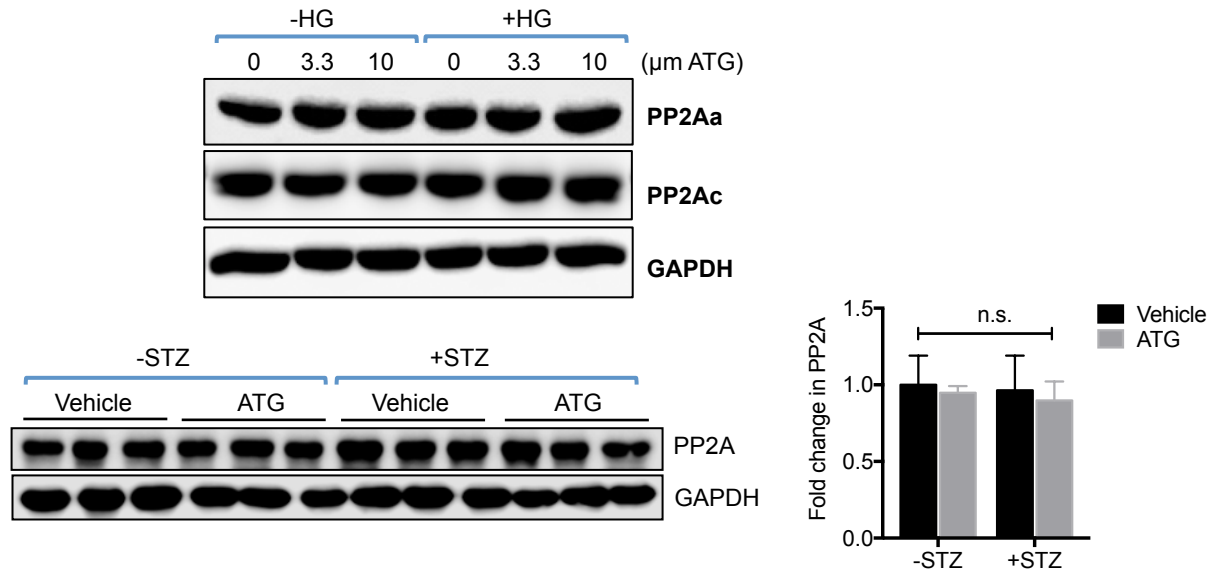 -HG +HG
0 3.3 10 0 3.3 10 (µm ATG)
PP2Aa
PP2Ac
GAPDH
-STZ +STZ
Vehicle ATG Vehicle ATG
PP2A
GAPDH
Fold change in PP2A
1.5
1.0
0.5
0.0
n.s.
Vehicle
ATG
-STZ +STZ